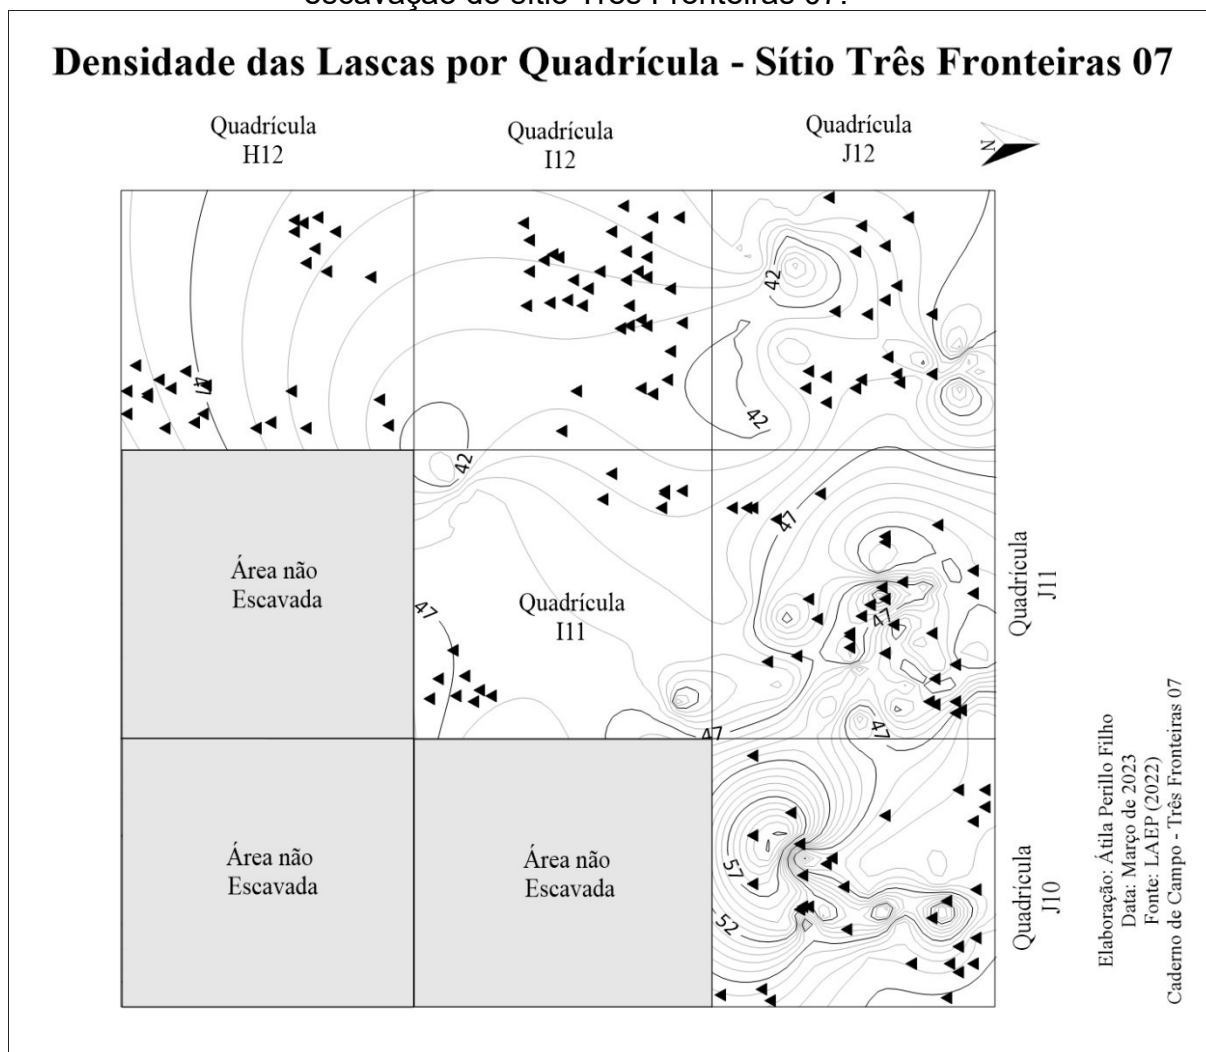 escavação do sítio Três Fronteiras 07.
Densidade das Lascas por Quadrícula - Sítio Três Fronteiras 07
Quadrícula
H12
Quadrícula
I12
Quadrícula
J12
N
42
41
42
42
47
Quadrícula
J11
Área não
Escavada
47
Quadrícula
I11
47
47
47
Área não
Escavada
Área não
Escavada
57
52
Quadrícula
J10
Elaboração: Átila Perillo Filho
Data: Março de 2023
Fonte: LAEP (2022)
Caderno de Campo - Três Fronteiras 07